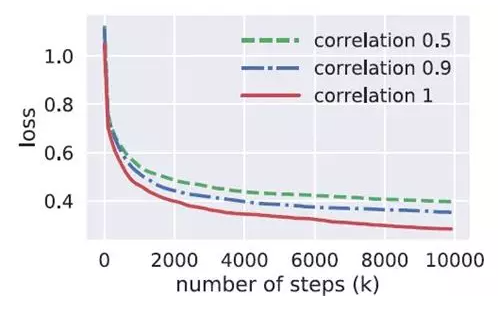 correlation 0.5
correlation 0.9
correlation 1
1.0
0.8
0.6
0.4
loss
0 2000 4000 6000 8000 10000
number of steps (k)